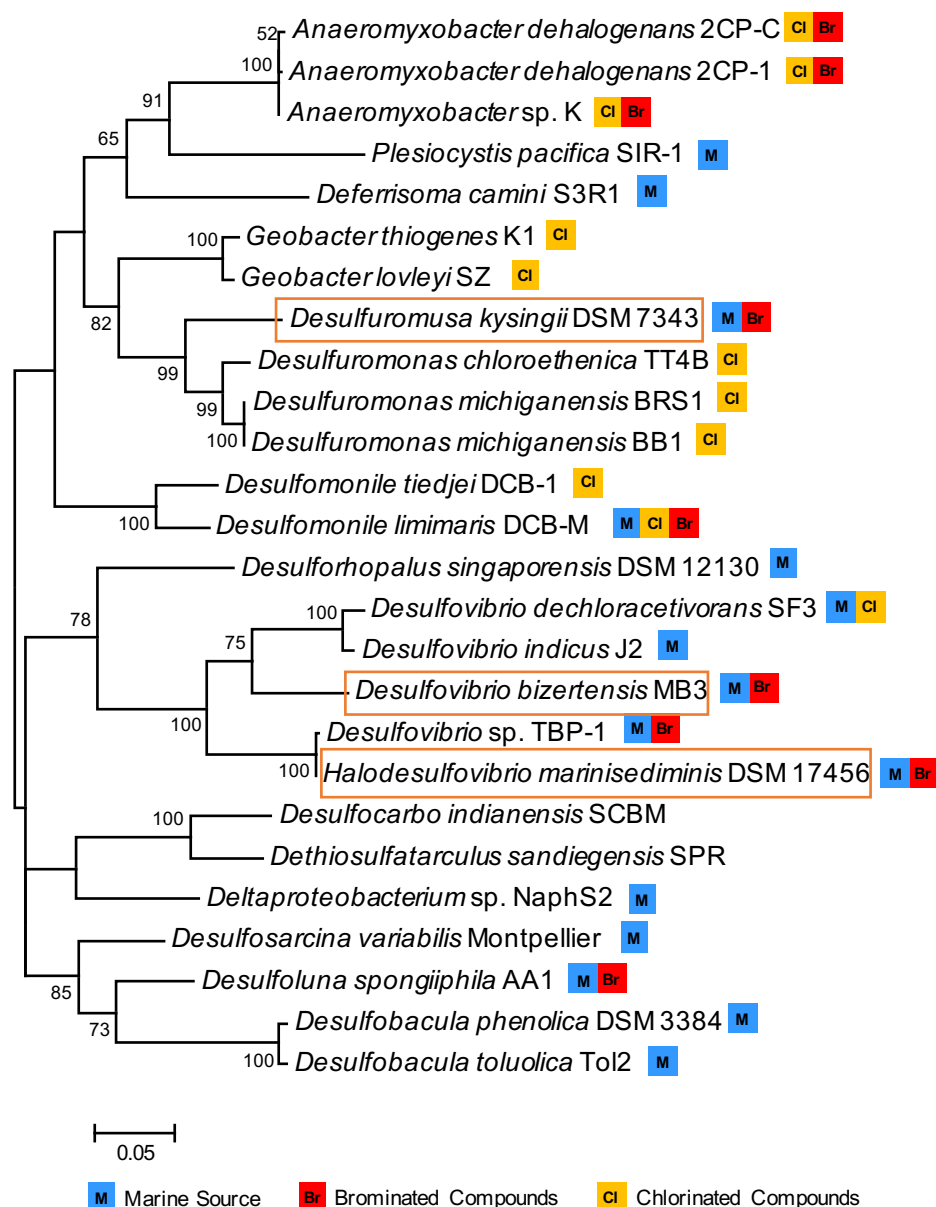 52
Anaeromyxobacter dehalogenans 2CP-C Cl Br
100
Anaeromyxobacter dehalogenans 2CP-1 Cl Br
91
Anaeromyxobacter sp. K Cl Br
65
Plesiocystis pacifica SIR-1 M
Deferrisoma camini S3R1 M
100
Geobacter thiogenes K1 Cl
Geobacter lovleyi SZ Cl
82
Desulfuromusa kysingii DSM 7343 M Br
99
Desulfuromonas chloroethenica TT4B Cl
99
Desulfuromonas michiganensis BRS1 Cl
100
Desulfuromonas michiganensis BB1 Cl
Desulfomonile tiedjei DCB-1 Cl
100
Desulfomonile limimaris DCB-M M Cl Br
Desulforhopalus singaporensis DSM 12130 M
78
100
Desulfovibrio dechloracetivorans SF3 M Cl
75
Desulfovibrio indicus J2 M
Desulfovibrio bizertensis MB3 M Br
100
Desulfovibrio sp. TBP-1 M Br
100
Halodesulfovibrio marinisediminis DSM 17456 M Br
100
Desulfocarbo indianensis SCBM
Dethiosulfatarculus sandiegensis SPR
Deltaproteobacterium sp. NaphS2 M
Desulfosarcina variabilis Montpellier M
85
Desulfoluna spongiiphila AA1 M Br
73
Desulfobacula phenolica DSM 3384 M
100
Desulfobacula toluolica Tol2 M
0.05
M Marine Source Br Brominated Compounds Cl Chlorinated Compounds